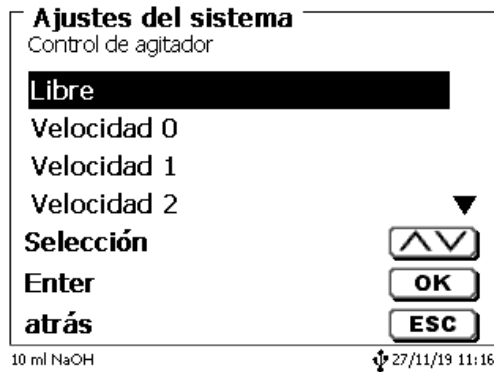 Ajustes del sistema
Control de agitador
Libre
Velocidad 0
Velocidad 1
Velocidad 2
Selección
Enter OK
atrás ESC
10 ml NaOH 27/11/19 11:16